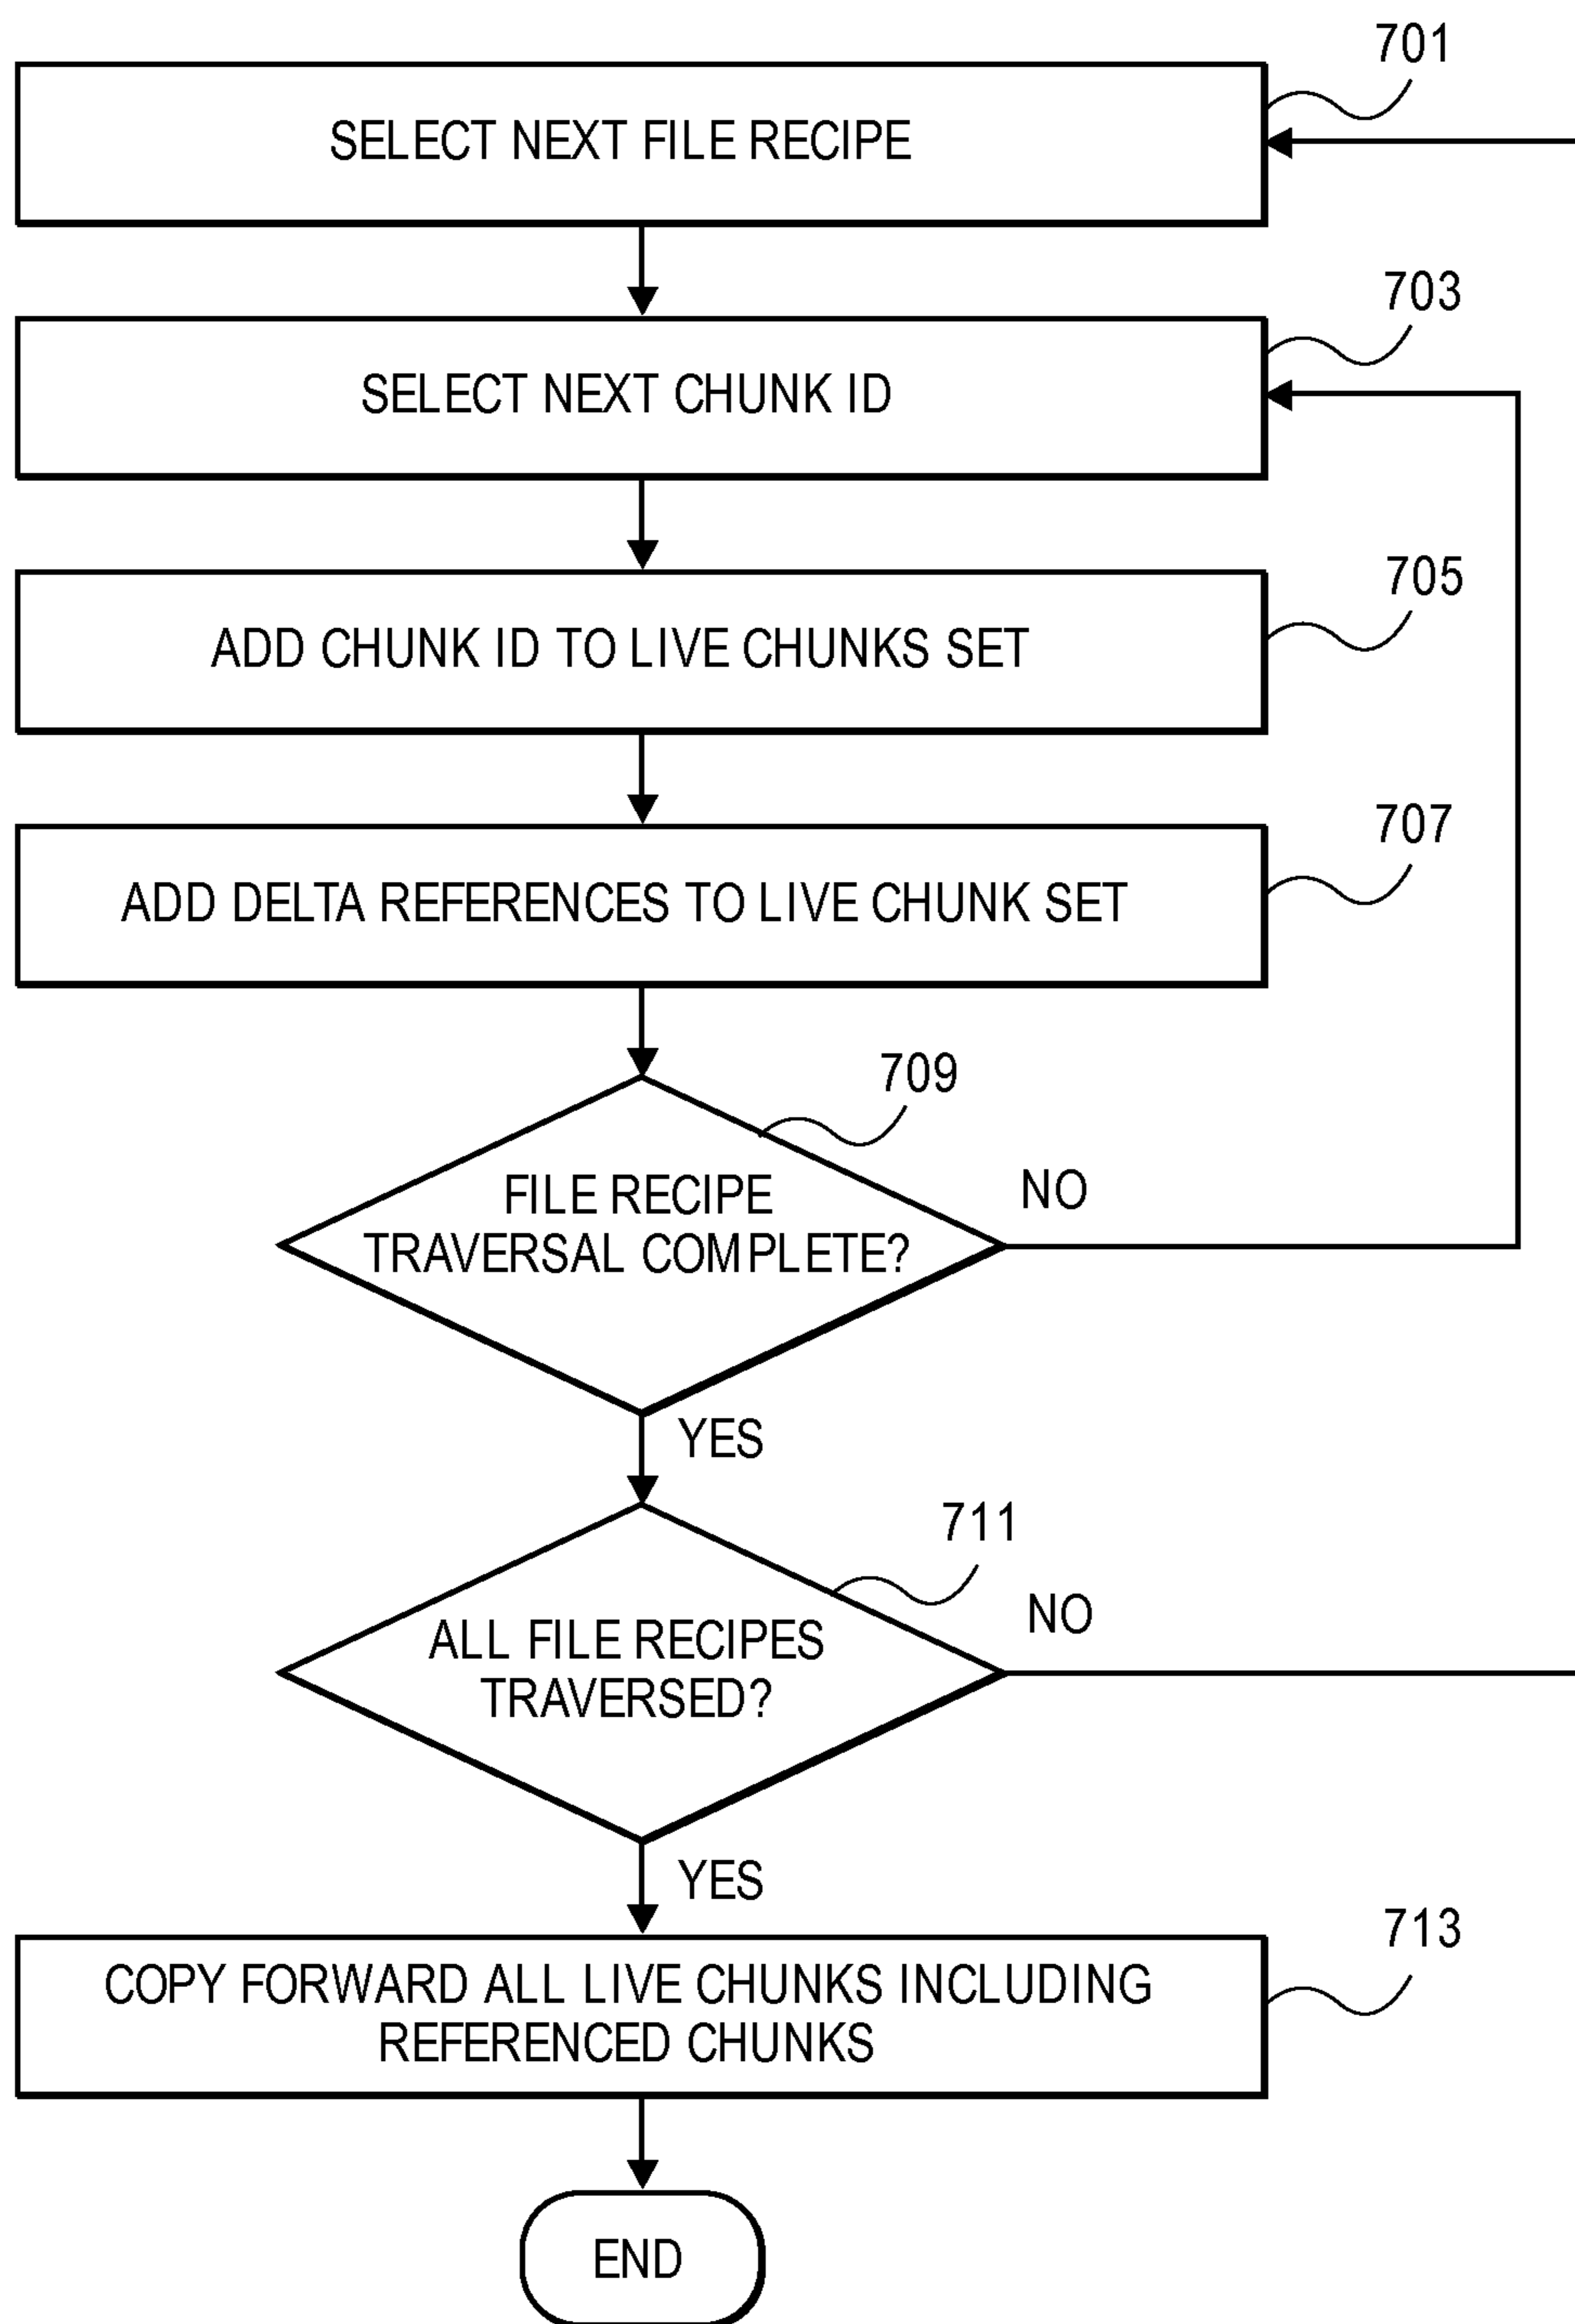 701
SELECT NEXT FILE RECIPE
703
SELECT NEXT CHUNK ID
705
ADD CHUNK ID TO LIVE CHUNKS SET
707
ADD DELTA REFERENCES TO LIVE CHUNK SET
709
FILE RECIPE
TRAVERSAL COMPLETE?
NO
YES
711
ALL FILE RECIPES
TRAVERSED?
NO
YES
713
COPY FORWARD ALL LIVE CHUNKS INCLUDING
REFERENCED CHUNKS
END